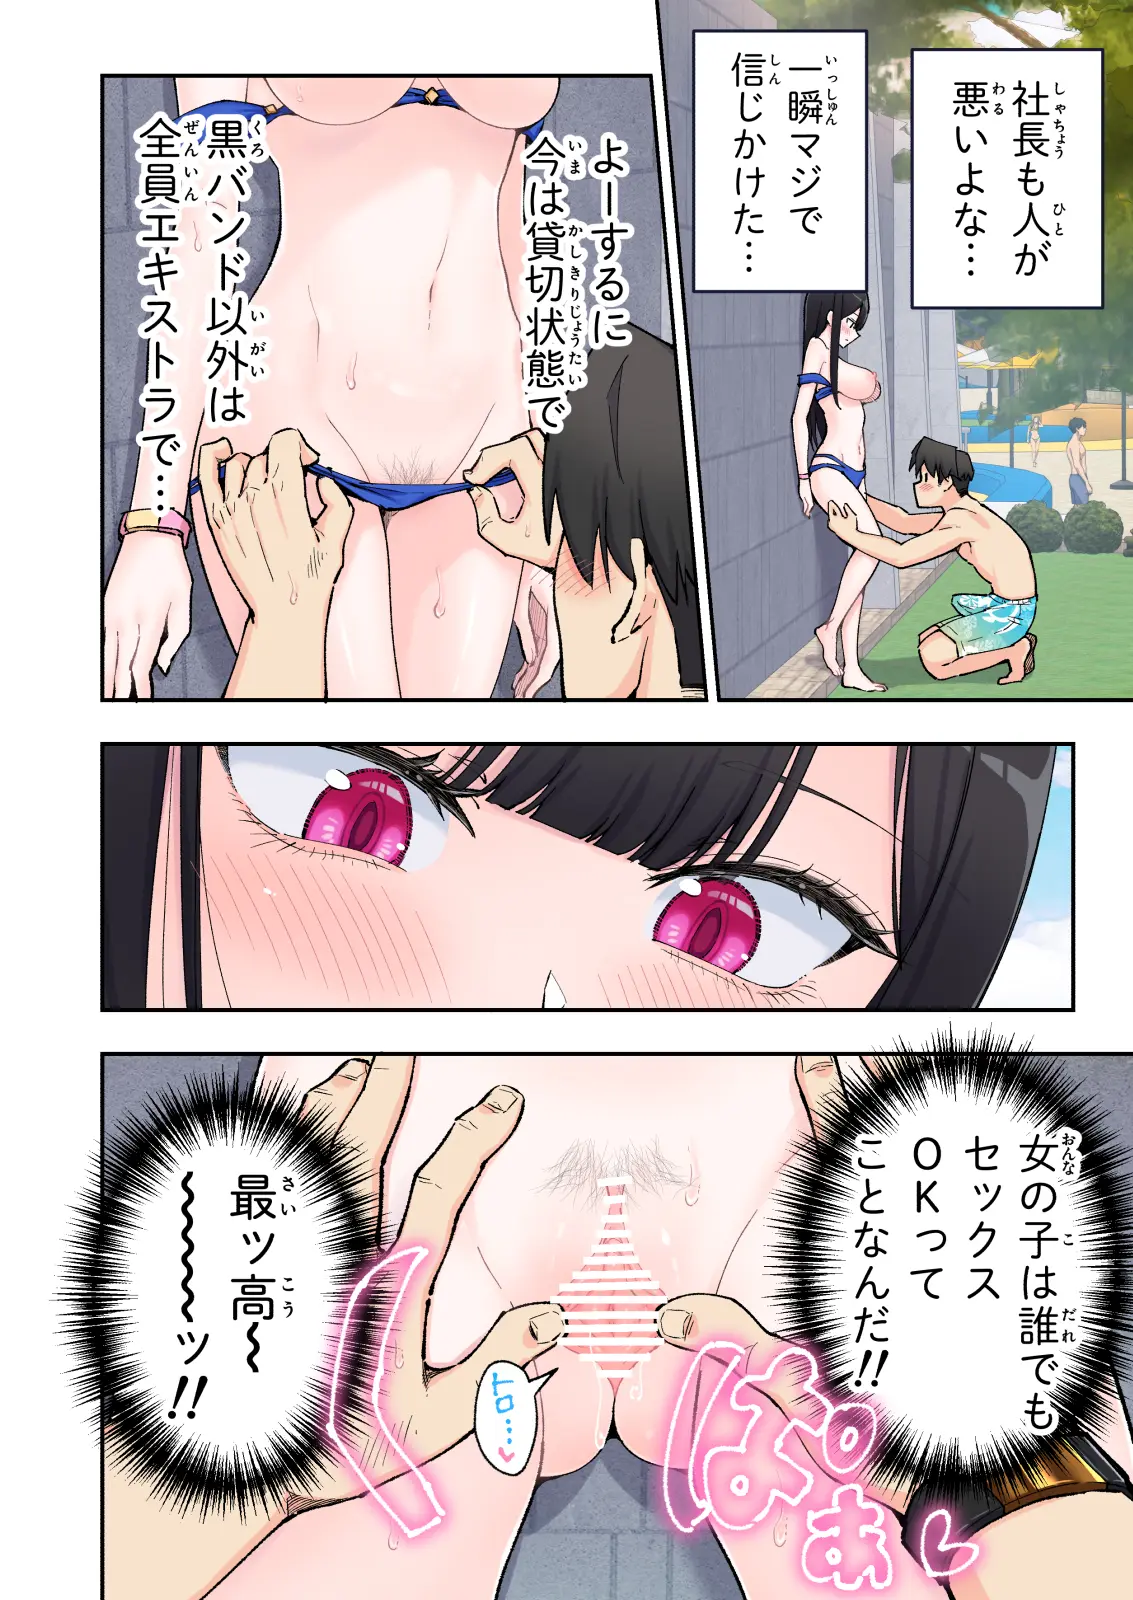 社長も人が
悪いよな…
一瞬マジで
信じかけた…
よーするに
今は貸切状態で
黒バンド以外は
全員エキストラで…
女の子は誰でも
セックス
OKって
ことなんだ!!
最ッ高～
～～～～ッ!!
トロ…♡
くぱぁ♡